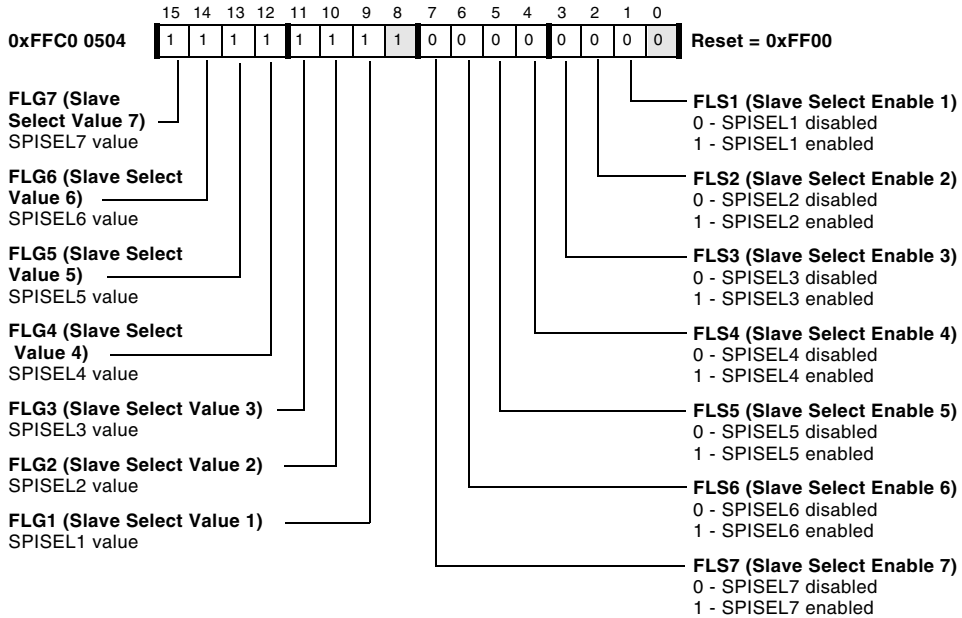 15 14 13 12 11 10 9 8 7 6 5 4 3 2 1 0
0xFFC0 0504 1 1 1 1 1 1 1 1 0 0 0 0 0 0 0 0 Reset = 0xFF00
FLG7 (Slave
Select Value 7)
SPISEL7 value
FLG6 (Slave Select
Value 6)
SPISEL6 value
FLG5 (Slave Select
Value 5)
SPISEL5 value
FLG4 (Slave Select
Value 4)
SPISEL4 value
FLG3 (Slave Select Value 3)
SPISEL3 value
FLG2 (Slave Select Value 2)
SPISEL2 value
FLG1 (Slave Select Value 1)
SPISEL1 value
FLS1 (Slave Select Enable 1)
0 - SPISEL1 disabled
1 - SPISEL1 enabled
FLS2 (Slave Select Enable 2)
0 - SPISEL2 disabled
1 - SPISEL2 enabled
FLS3 (Slave Select Enable 3)
0 - SPISEL3 disabled
1 - SPISEL3 enabled
FLS4 (Slave Select Enable 4)
0 - SPISEL4 disabled
1 - SPISEL4 enabled
FLS5 (Slave Select Enable 5)
0 - SPISEL5 disabled
1 - SPISEL5 enabled
FLS6 (Slave Select Enable 6)
0 - SPISEL6 disabled
1 - SPISEL6 enabled
FLS7 (Slave Select Enable 7)
0 - SPISEL7 disabled
1 - SPISEL7 enabled